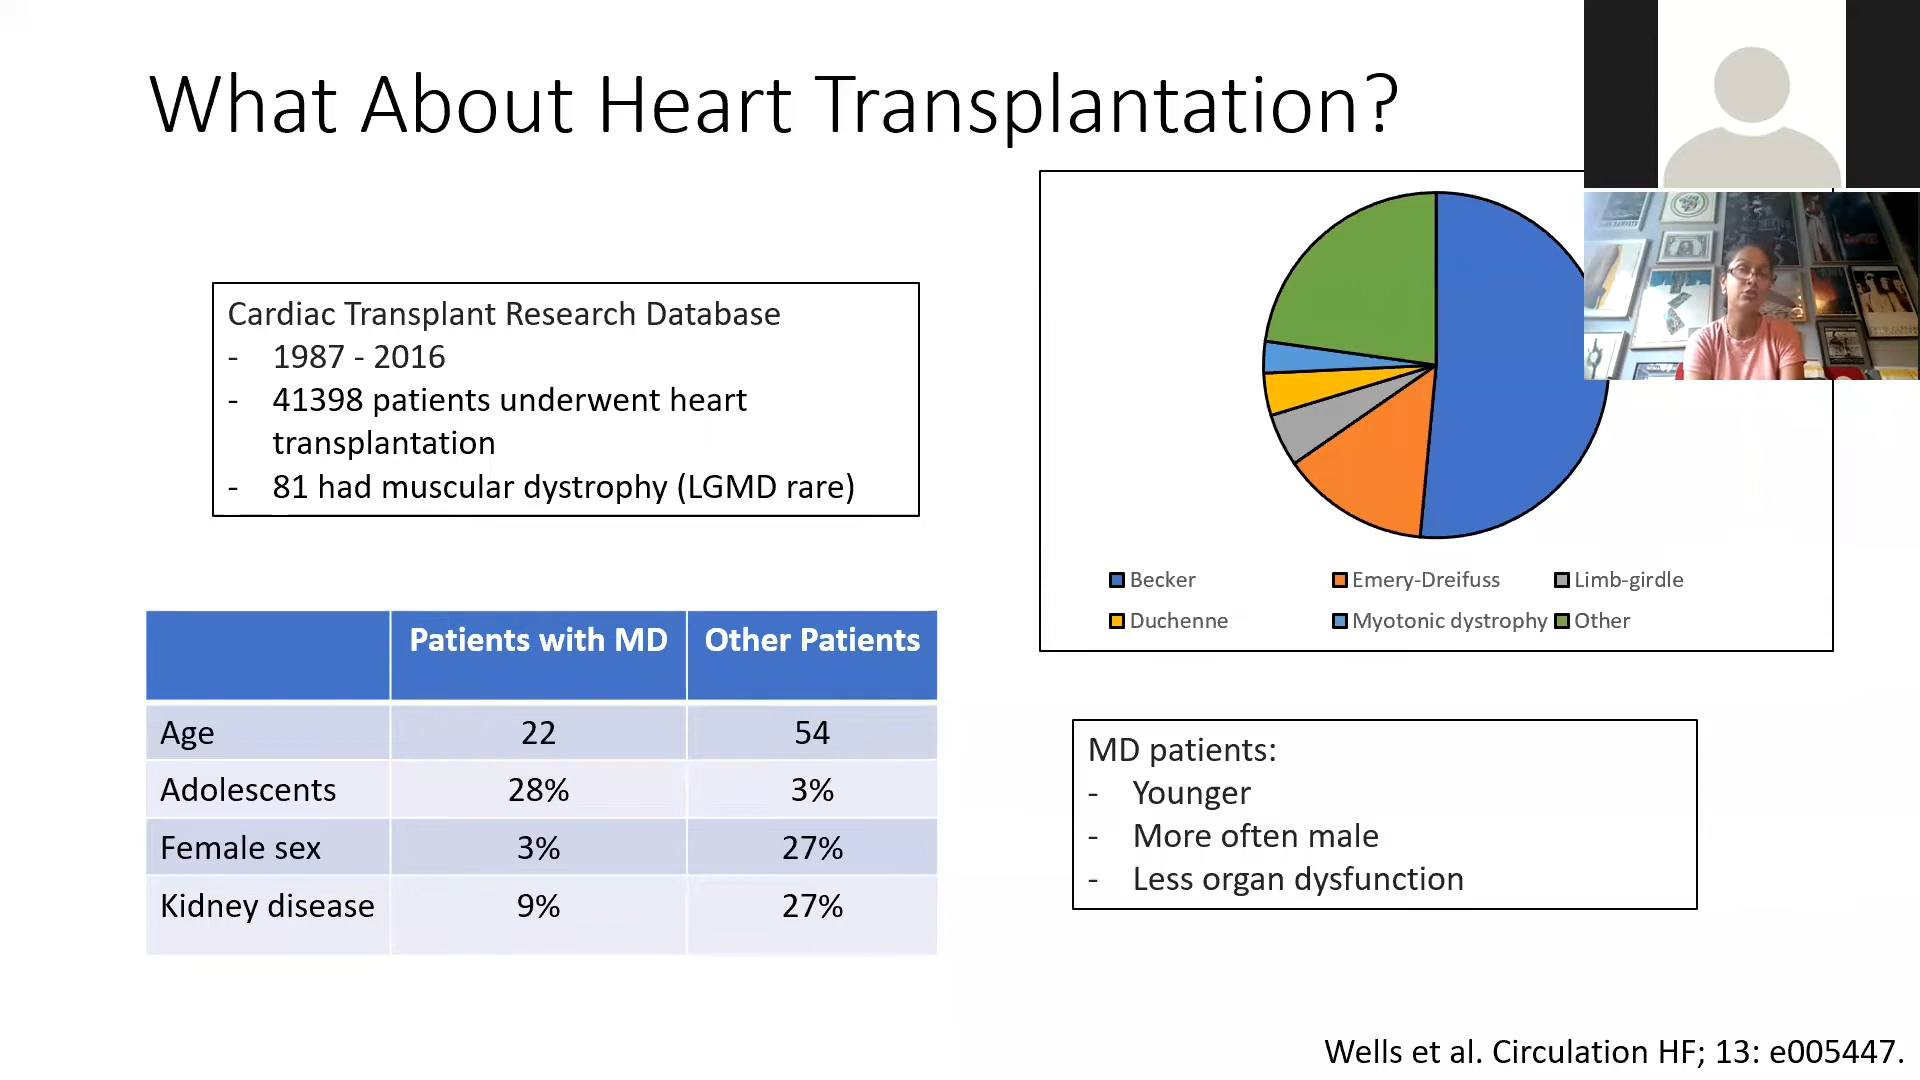 What About Heart Transplantation?
Cardiac Transplant Research Database
- 1987 - 2016
- 41398 patients underwent heart
transplantation
- 81 had muscular dystrophy (LGMD rare)
Becker Emery-Dreifuss Limb-girdle
Duchenne Myotonic dystrophy Other
Patients with MD Other Patients
Age 22 54
Adolescents 28% 3%
Female sex 3% 27%
Kidney disease 9% 27%
MD patients:
- Younger
- More often male
- Less organ dysfunction
Wells et al. Circulation HF; 13: e005447.